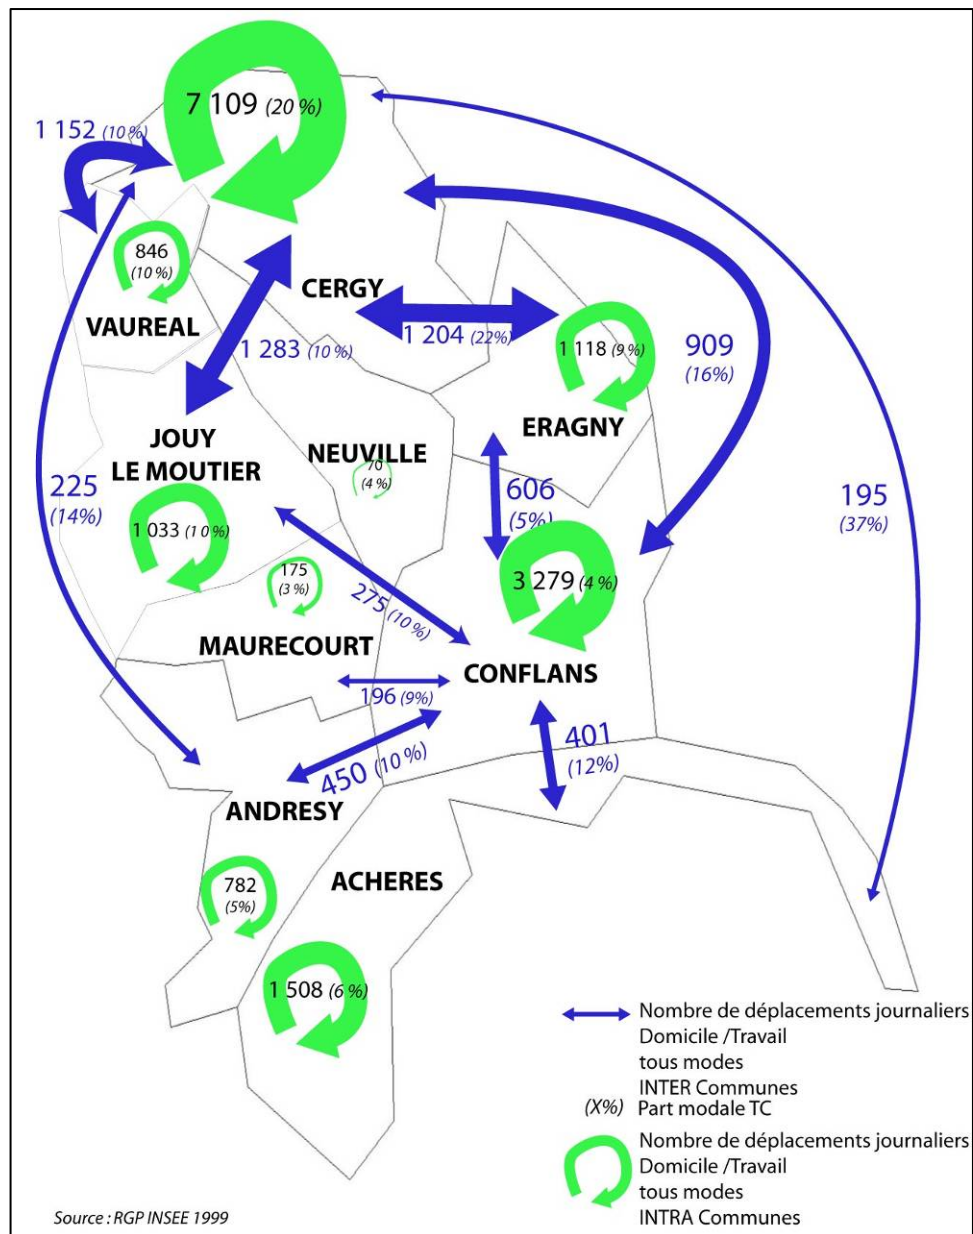 7 109 (20 %)
1 152 (10 %)
846
(10 %)
VAUREAL
CERGY
1 204 (22%)
1 283 (10 %)
1 118 (9 %)
909
(16%)
ERAGNY
JOUY
LE MOUTIER
NEUVILLE
70
(4 %)
225
(14%)
606
(5%)
195
(37%)
1 033 (10 %)
175
(3 %)
3 279 (4 %)
275 (10 %)
MAURECOURT
CONFLANS
196 (9%)
450 (10 %)
401
(12%)
ANDRESY
ACHERES
782
(5%)
1 508 (6 %)
Nombre de déplacements journaliers
Domicile /Travail
tous modes
INTER Communes
(X%) Part modale TC
Nombre de déplacements journaliers
Domicile /Travail
tous modes
INTRA Communes
Source : RGP INSEE 1999